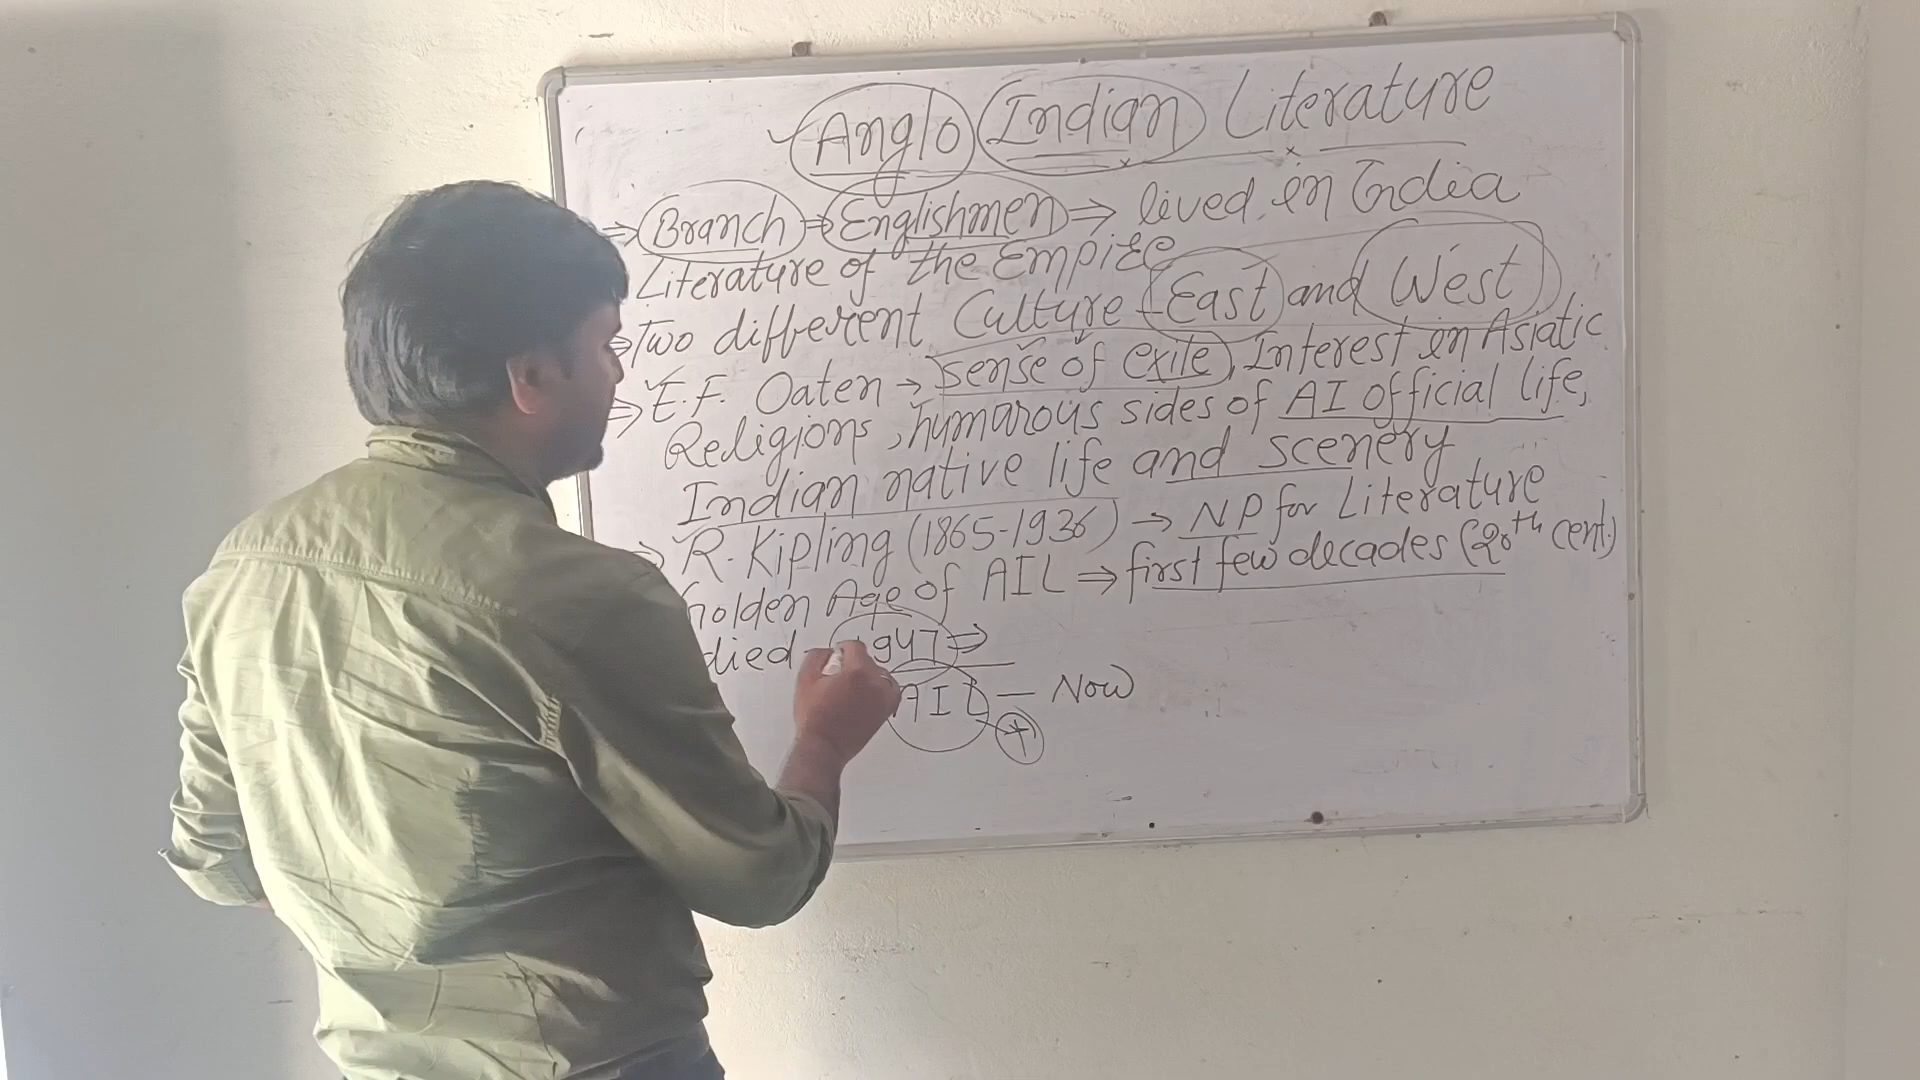 Anglo Indian Literature
⇒ Branch → Englishmen ⇒ lived in India
Literature of the Empire
⇒ Two different Culture - East and West
⇒ E.F. Oaten → sense of exile, Interest in Asiatic
Religions, humarous sides of AI official life,
Indian native life and scenery
⇒ R. Kipling (1865-1936) → NP for Literature
Golden Age of AIL ⇒ first few decades (20th cent.)
died - 1947 ⇒
AIL — Now